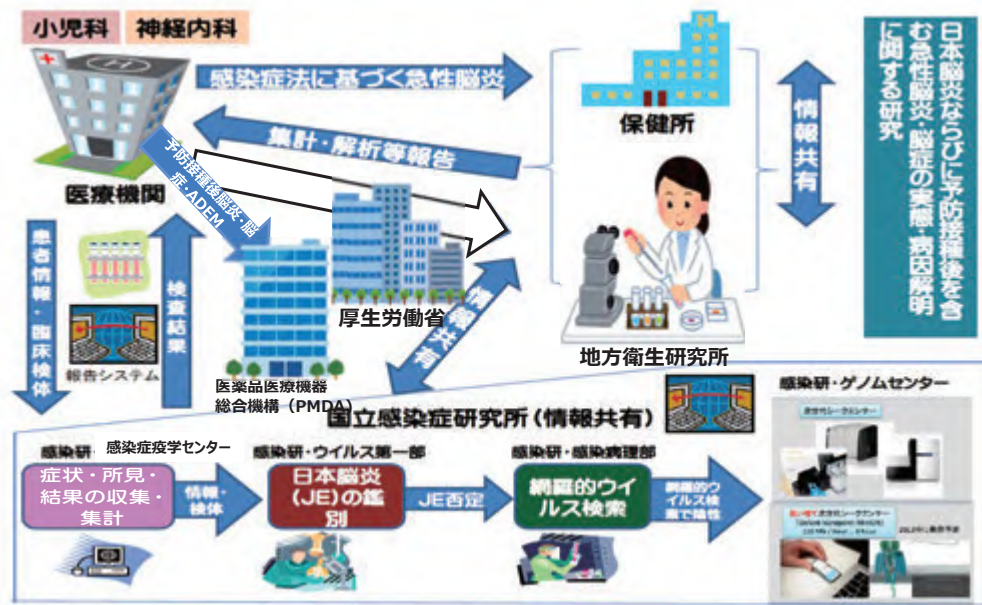 小児科
神経内科
医療機関
感染症法に基づく急性脳炎
集計・解析等報告
予防接種後脳炎・脳
症・ADEM
保健所
地方衛生研究所
情報共有
日本脳炎ならびに予防接種後を含
む急性脳炎・脳症の実態・病因解明
に関する研究
患者情報・臨床検体
検査結果
報告システム
厚生労働省
医薬品医療機器
総合機構（PMDA）
情報共有
国立感染症研究所（情報共有）
感染研・ゲノムセンター
感染研・
感染症疫学センター
症状・所見・
結果の収集・
集計
情報・
検体
感染研・ウイルス第一部
日本脳炎
（JE）の鑑
別
JE否定
感染研・感染病理部
網羅的ウイ
ルス検索
網羅的ウ
イルス検
索で陰性
次世代シークエンサー